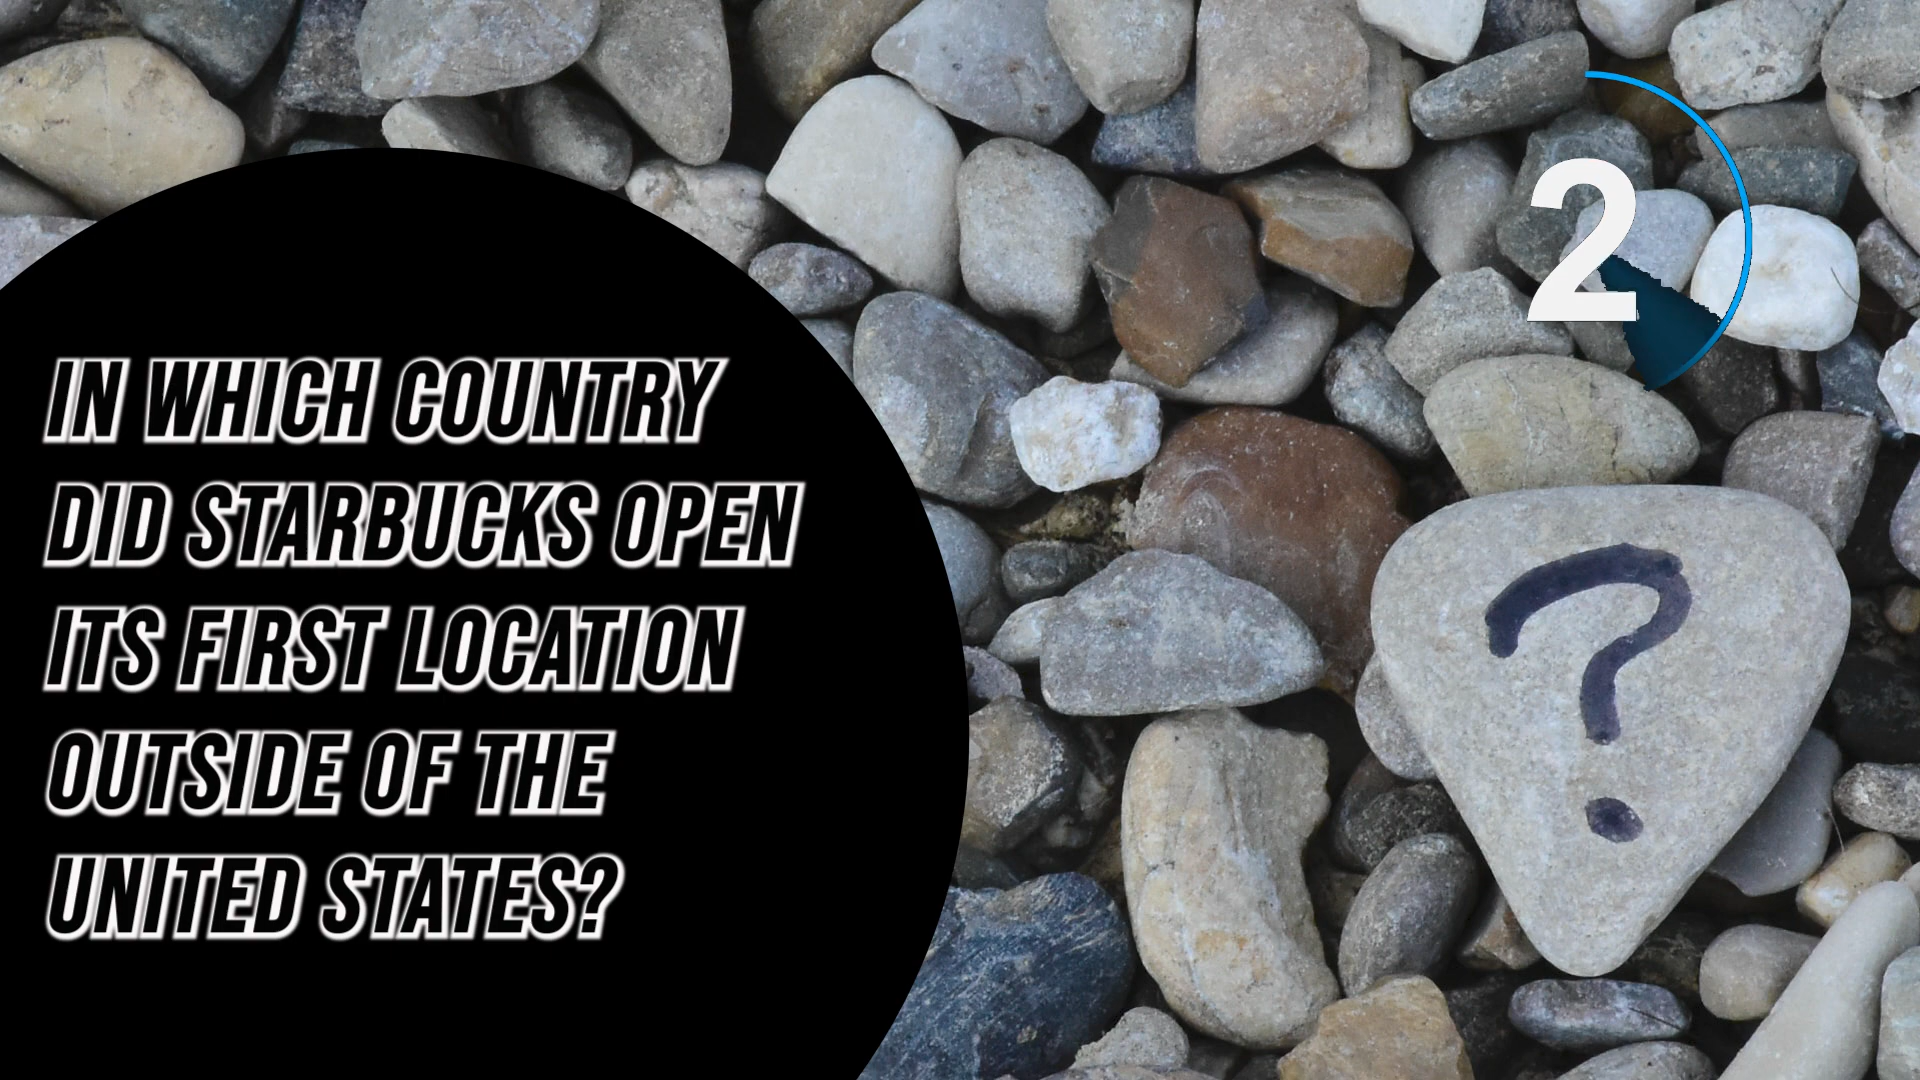 IN WHICH COUNTRY
DID STARBUCKS OPEN
ITS FIRST LOCATION
OUTSIDE OF THE
UNITED STATES?
2
?